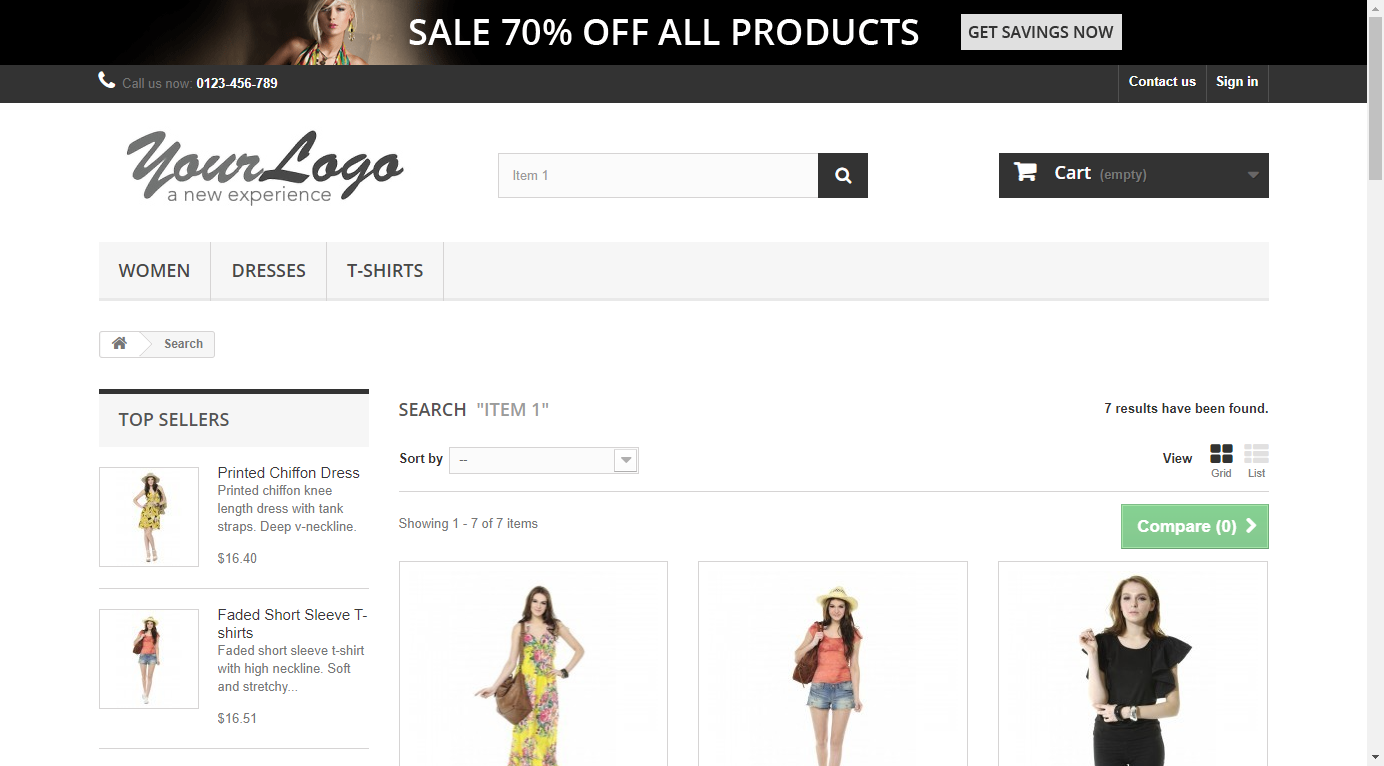 SALE 70% OFF ALL PRODUCTS
GET SAVINGS NOW
Call us now: 0123-456-789
Contact us
Sign in
YourLogo
a new experience
Item 1
Cart (empty)
WOMEN
DRESSES
T-SHIRTS
Search
TOP SELLERS
Printed Chiffon Dress
Printed chiffon knee
length dress with tank
straps. Deep v-neckline.
$16.40
Faded Short Sleeve T-
shirts
Faded short sleeve t-shirt
with high neckline. Soft
and stretchy...
$16.51
SEARCH "ITEM 1"
7 results have been found.
Sort by
--
View
Grid
List
Showing 1 - 7 of 7 items
Compare (0)